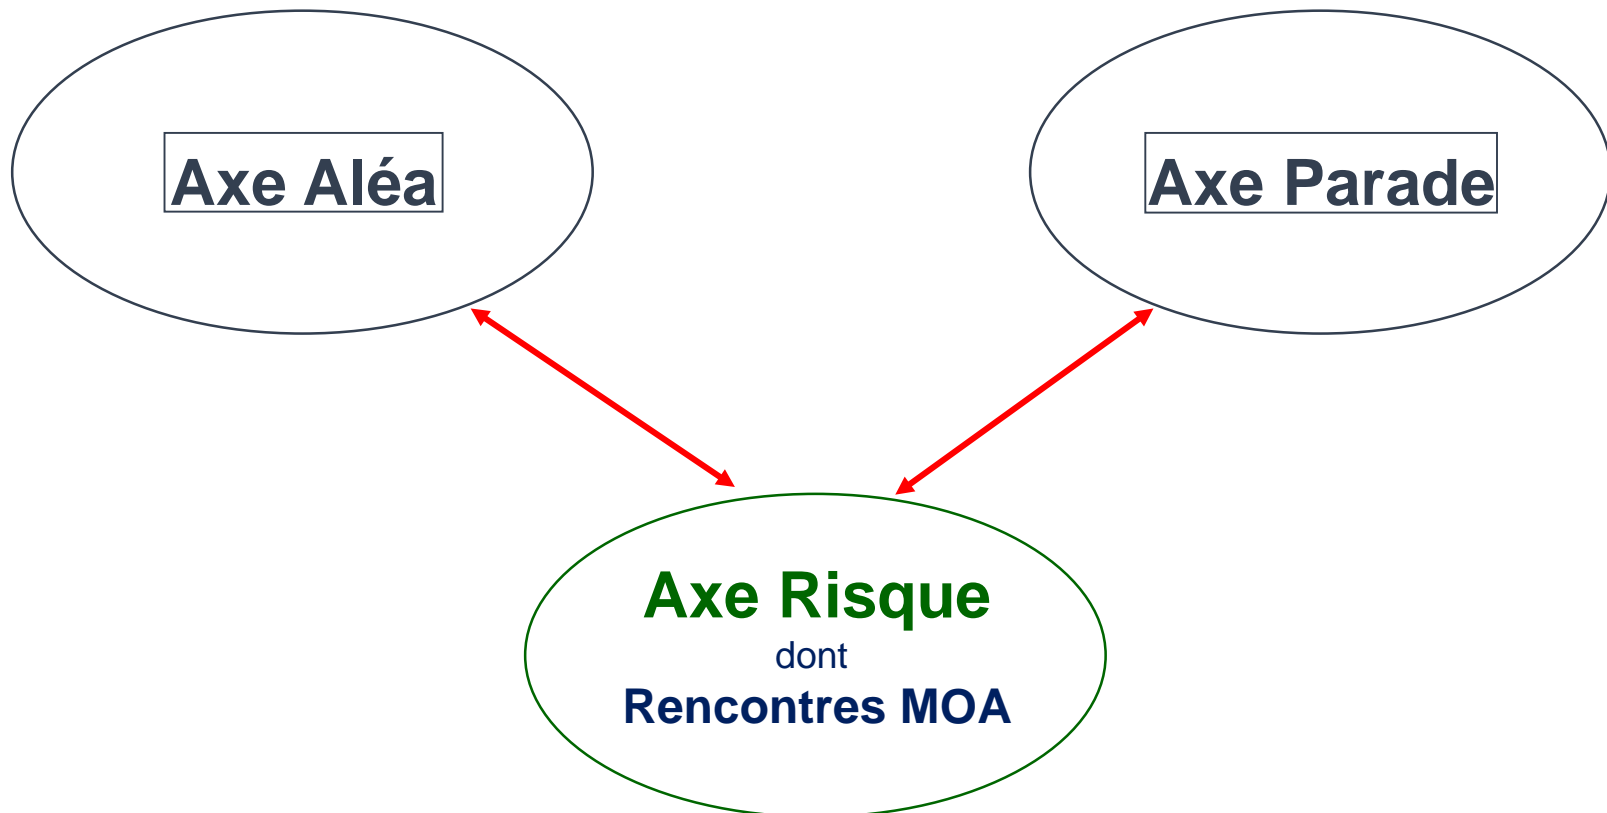 Axe Aléa
Axe Parade
Axe Risque
dont
Rencontres MOA